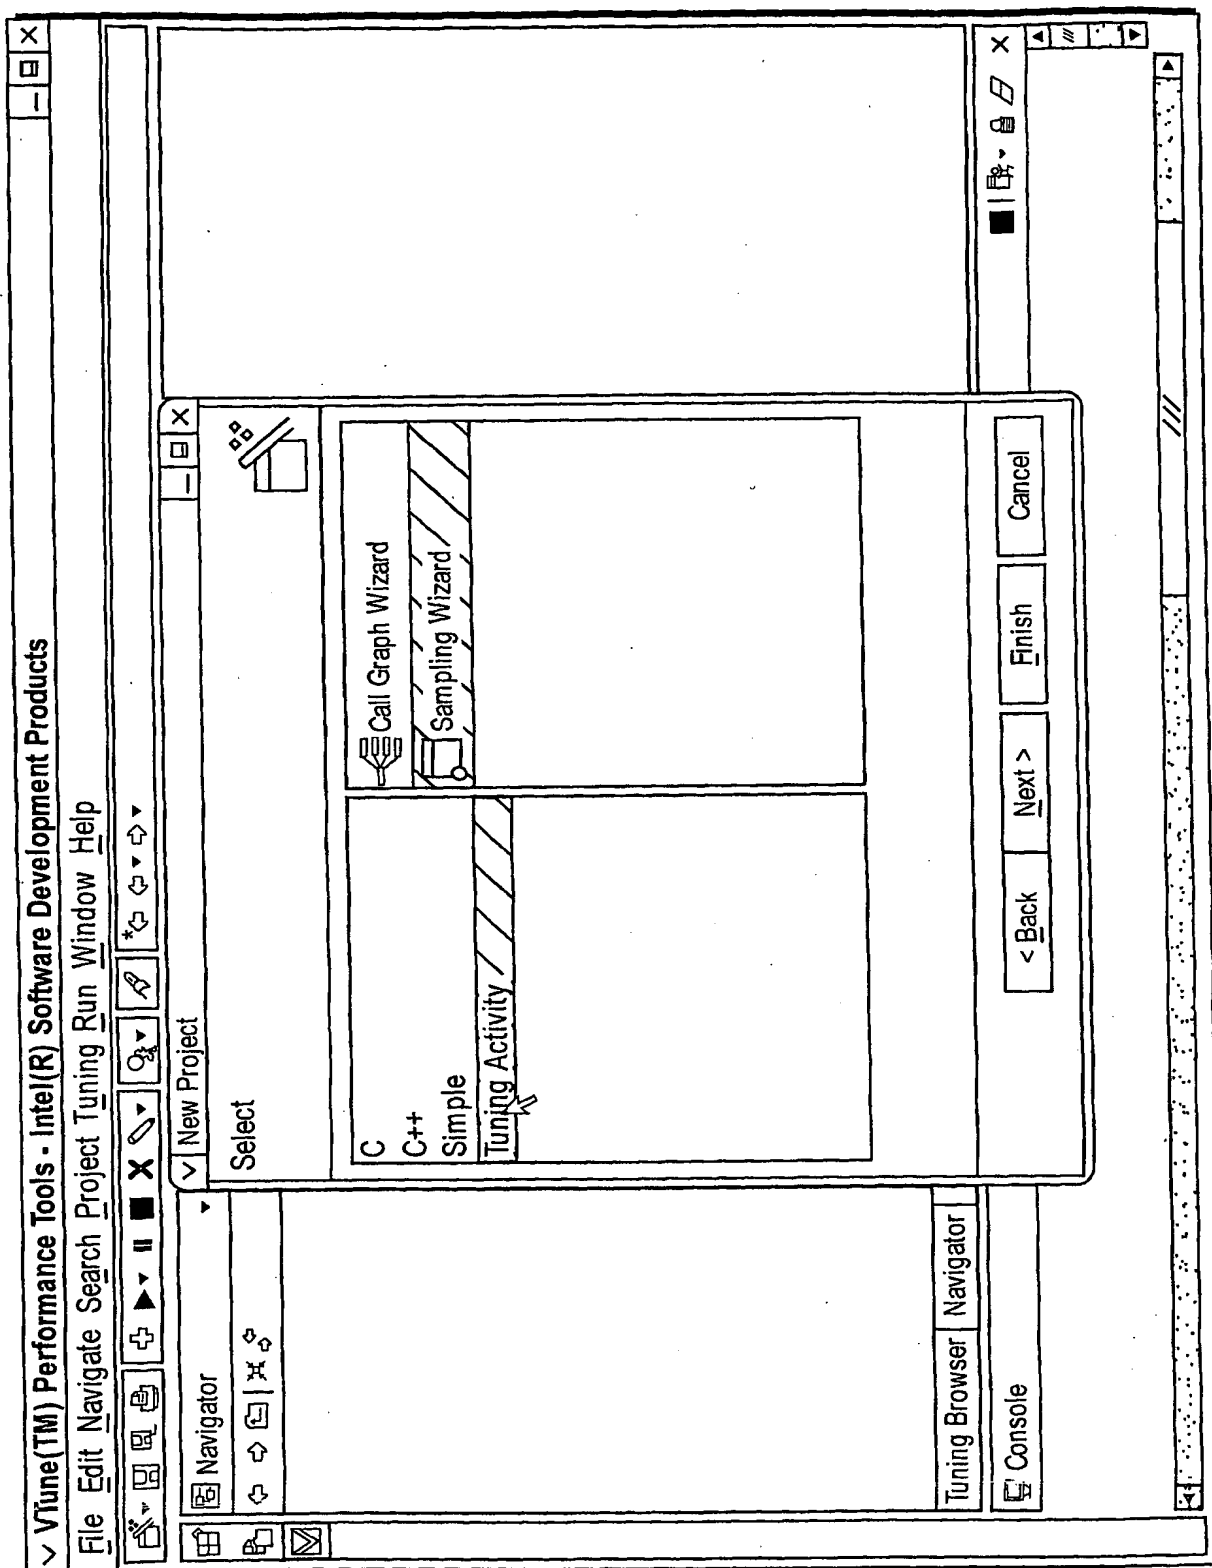 VTune(TM) Performance Tools - Intel(R) Software Development Products
File Edit Navigate Search Project Tuning Run Window Help
Navigator
New Project
Select
C
C++
Simple
Tuning Activity
Call Graph Wizard
Sampling Wizard
< Back
Next >
Finish
Cancel
Tuning Browser
Navigator
Console